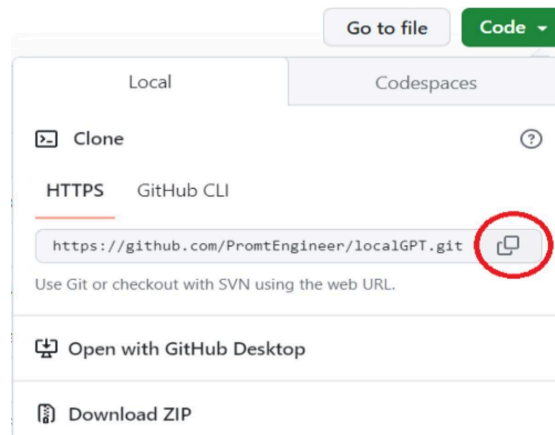 Go to file
Code
Local
Codespaces
Clone
HTTPS
GitHub CLI
https://github.com/PromtEngineer/localGPT.git
Use Git or checkout with SVN using the web URL.
Open with GitHub Desktop
Download ZIP